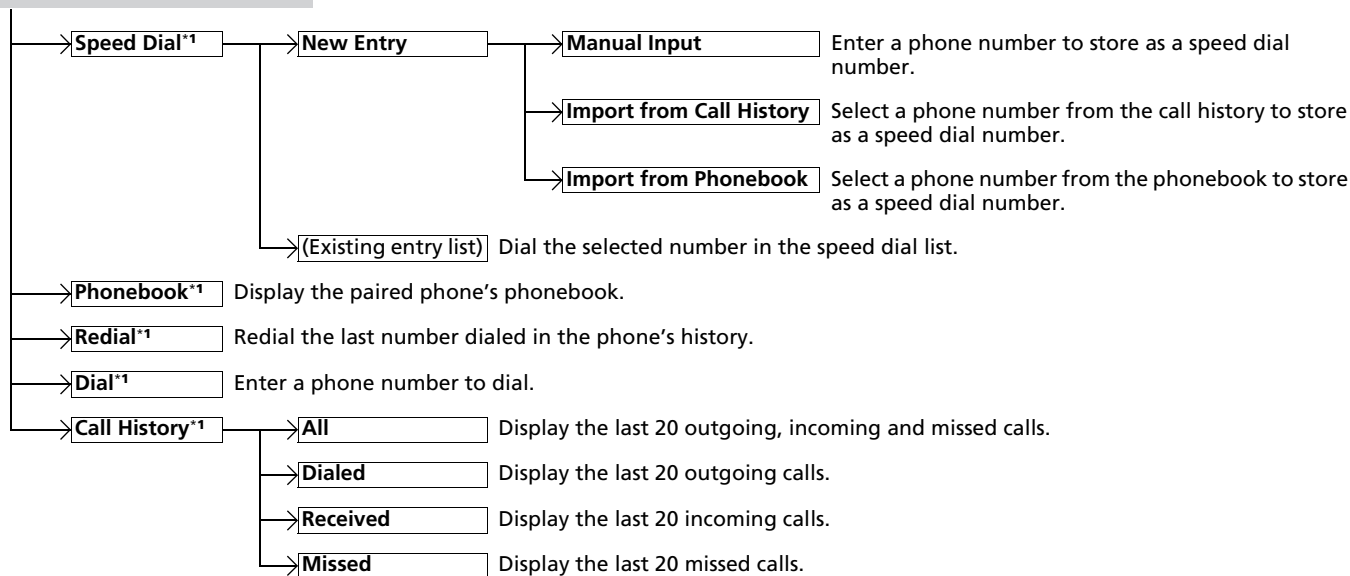 Speed Dial*1
New Entry
Manual Input
Enter a phone number to store as a speed dial
number.
Import from Call History
Select a phone number from the call history to store
as a speed dial number.
Import from Phonebook
Select a phone number from the phonebook to store
as a speed dial number.
(Existing entry list)
Dial the selected number in the speed dial list.
Phonebook*1
Display the paired phone’s phonebook.
Redial*1
Redial the last number dialed in the phone’s history.
Dial*1
Enter a phone number to dial.
Call History*1
All
Display the last 20 outgoing, incoming and missed calls.
Dialed
Display the last 20 outgoing calls.
Received
Display the last 20 incoming calls.
Missed
Display the last 20 missed calls.